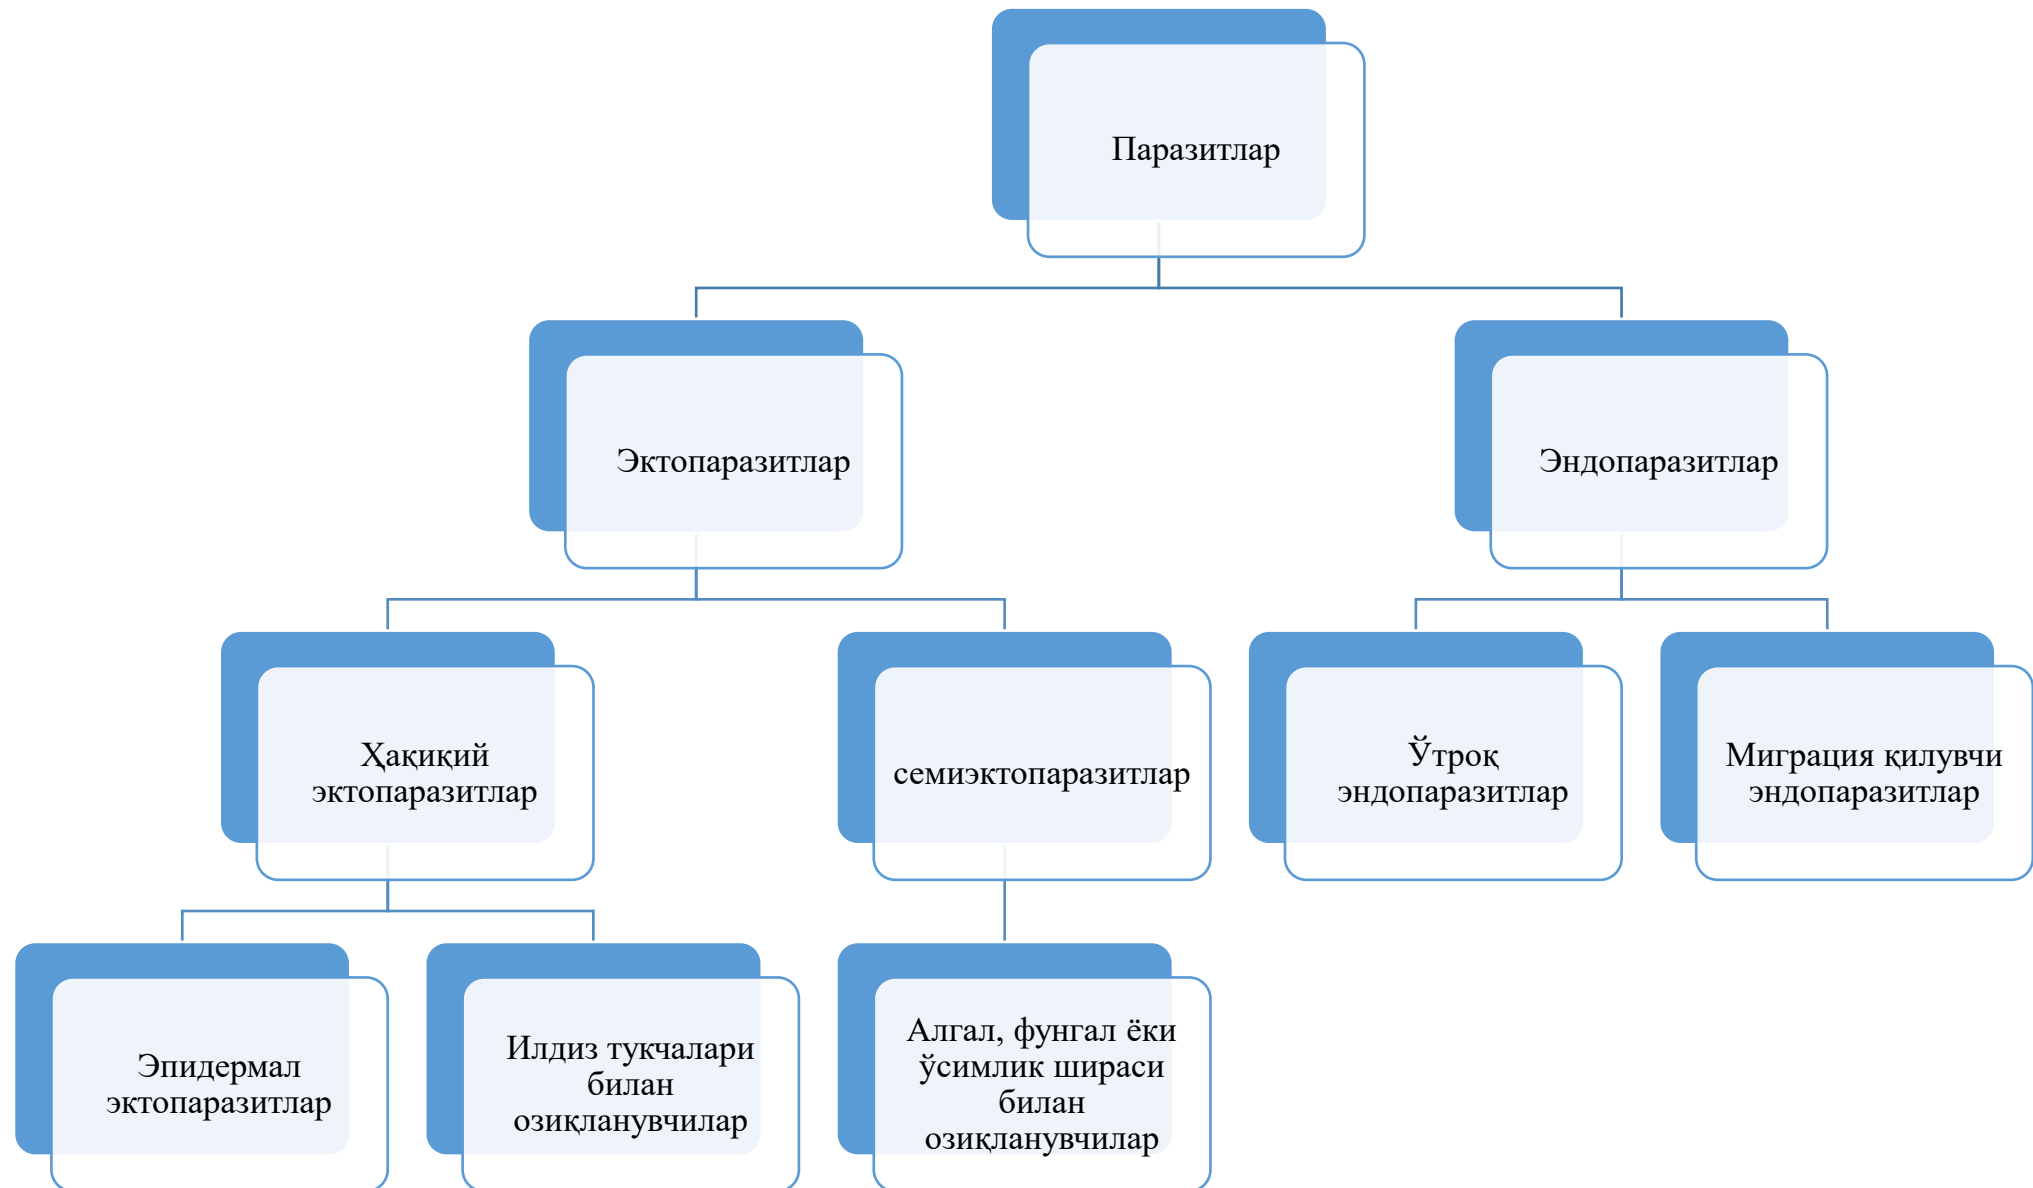 Паразитлар
Эктопаразитлар
Эндопаразитлар
Ҳақиқий
эктопаразитлар
семиэктопаразитлар
Ўтроқ
эндопаразитлар
Миграция қилувчи
эндопаразитлар
Эпидермал
эктопаразитлар
Илдиз тукчалари
билан
озиқланувчилар
Алгал, фунгал ёки
ўсимлик шираси
билан
озиқланувчилар